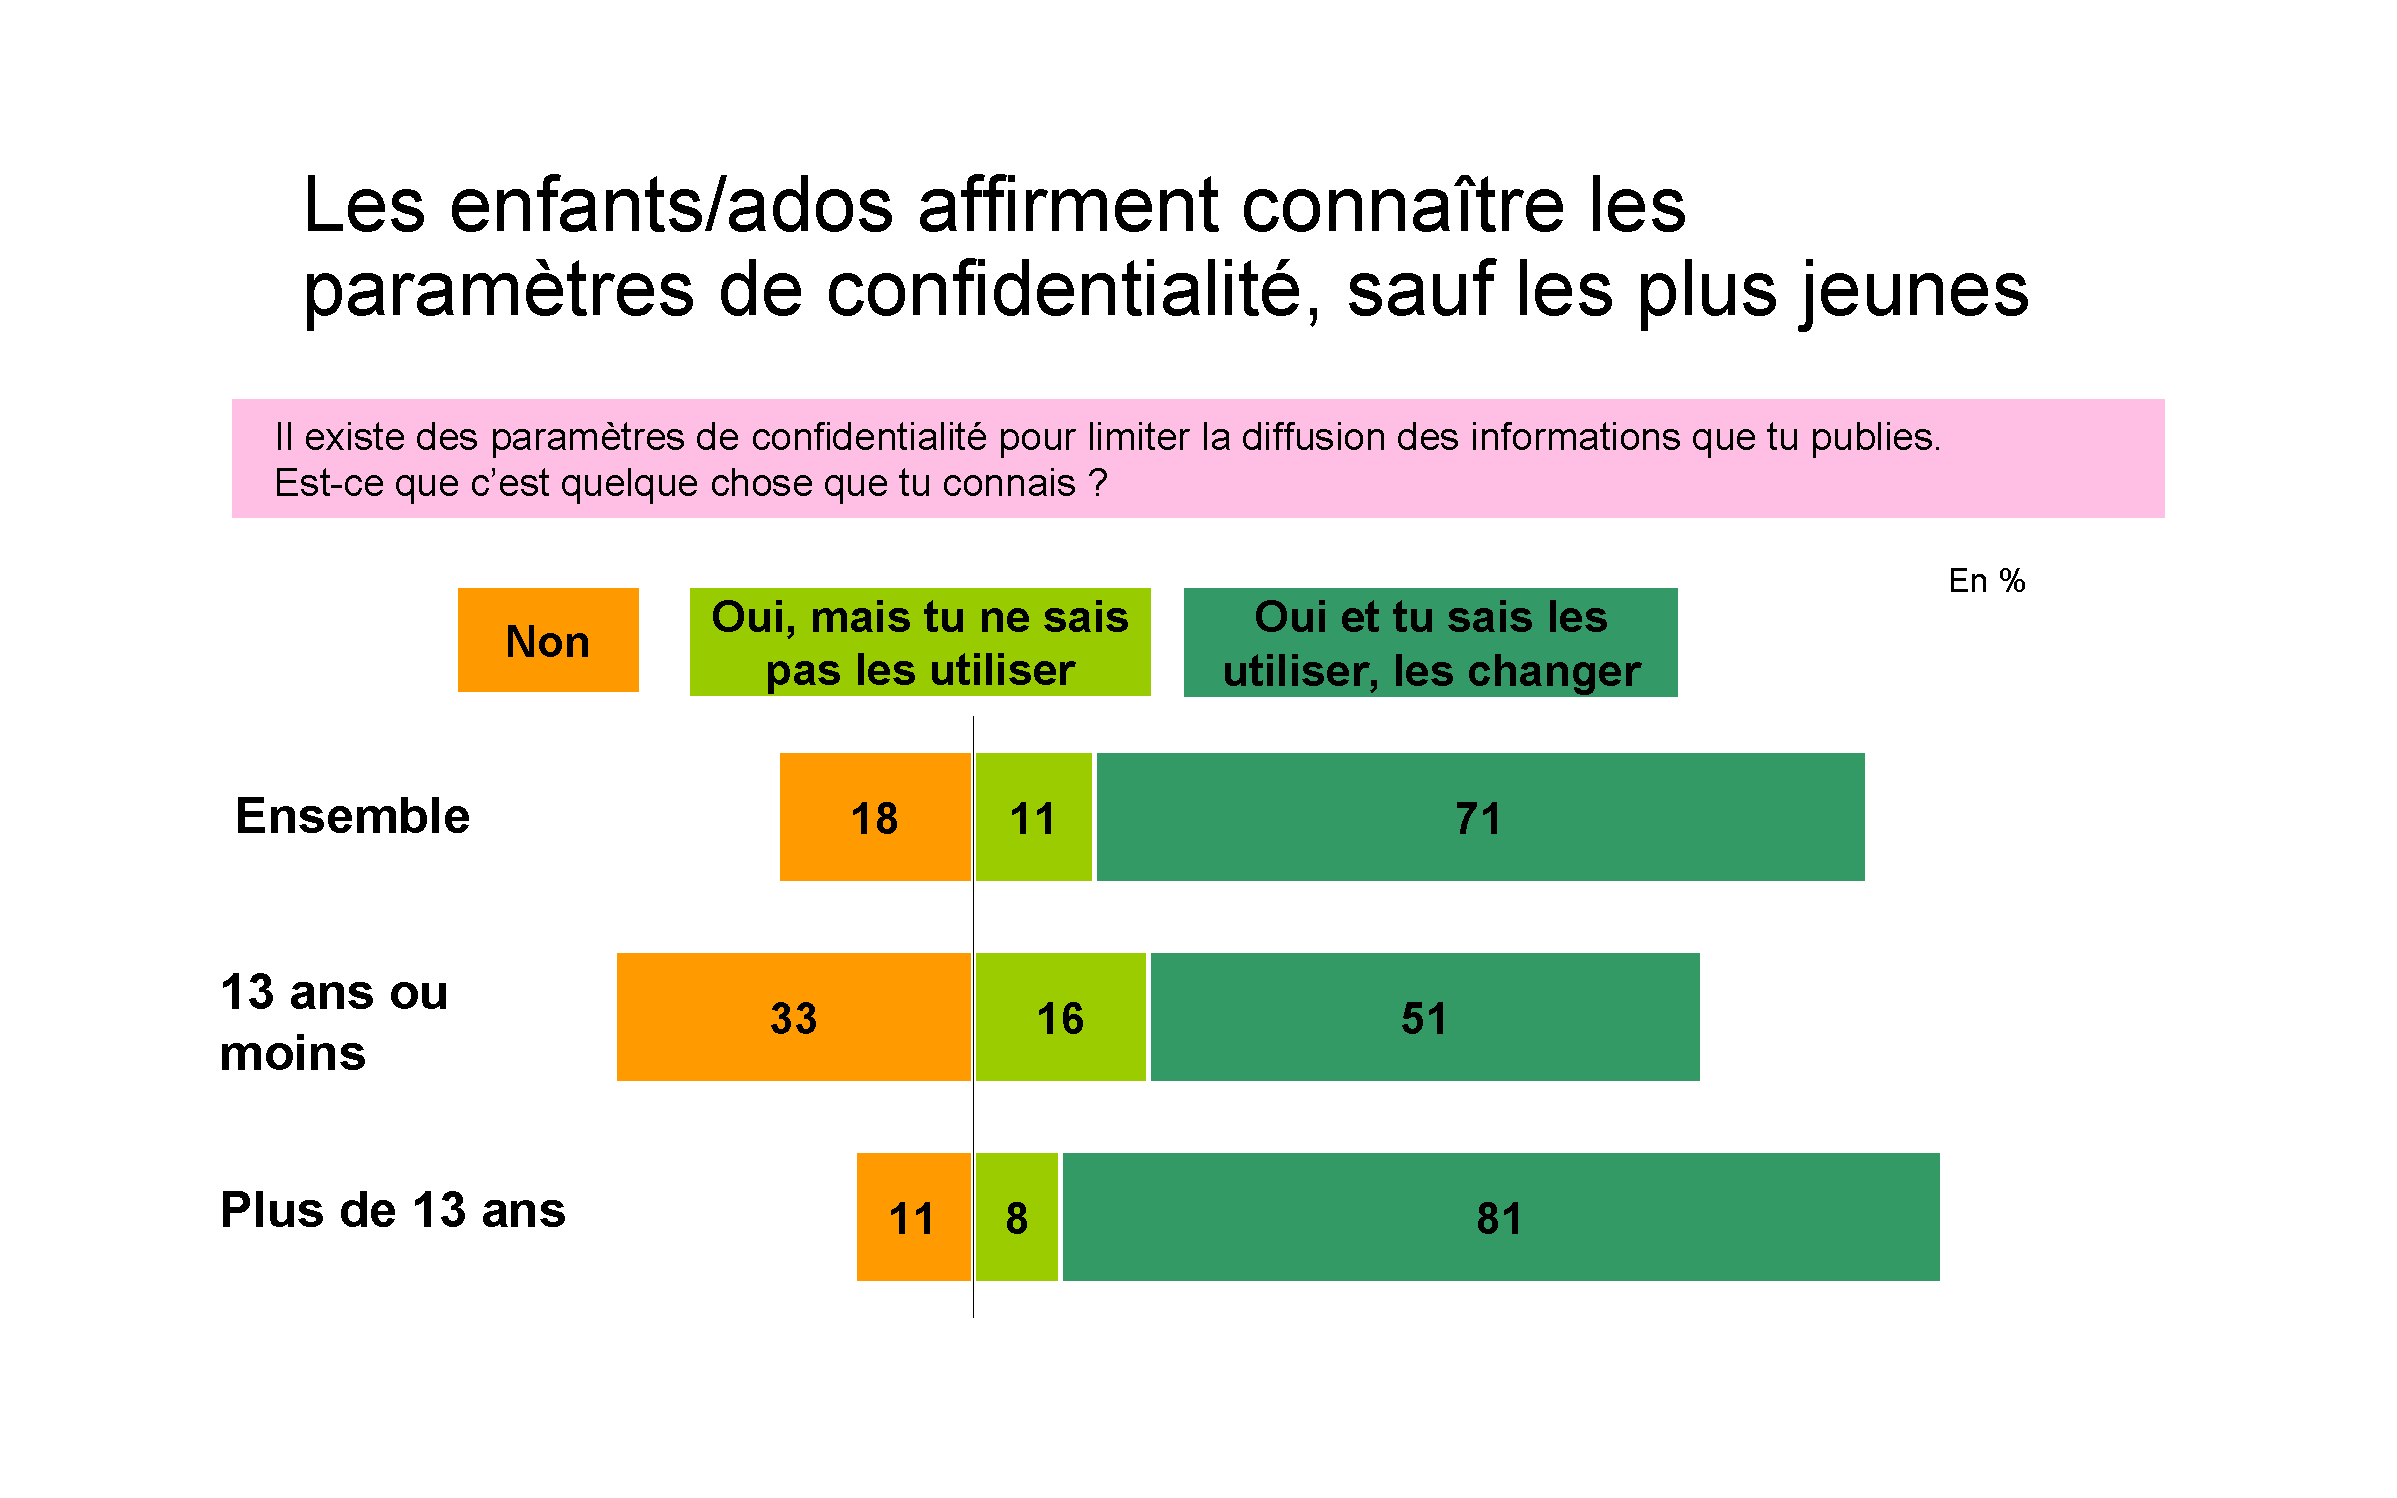 Les enfants/ados affirment connaître les
paramètres de confidentialité, sauf les plus jeunes
Il existe des paramètres de confidentialité pour limiter la diffusion des informations que tu publies.
Est-ce que c’est quelque chose que tu connais ?
En %
Non
Oui, mais tu ne sais
pas les utiliser
Oui et tu sais les
utiliser, les changer
Ensemble
18
11
71
13 ans ou
moins
33
16
51
Plus de 13 ans
11
8
81